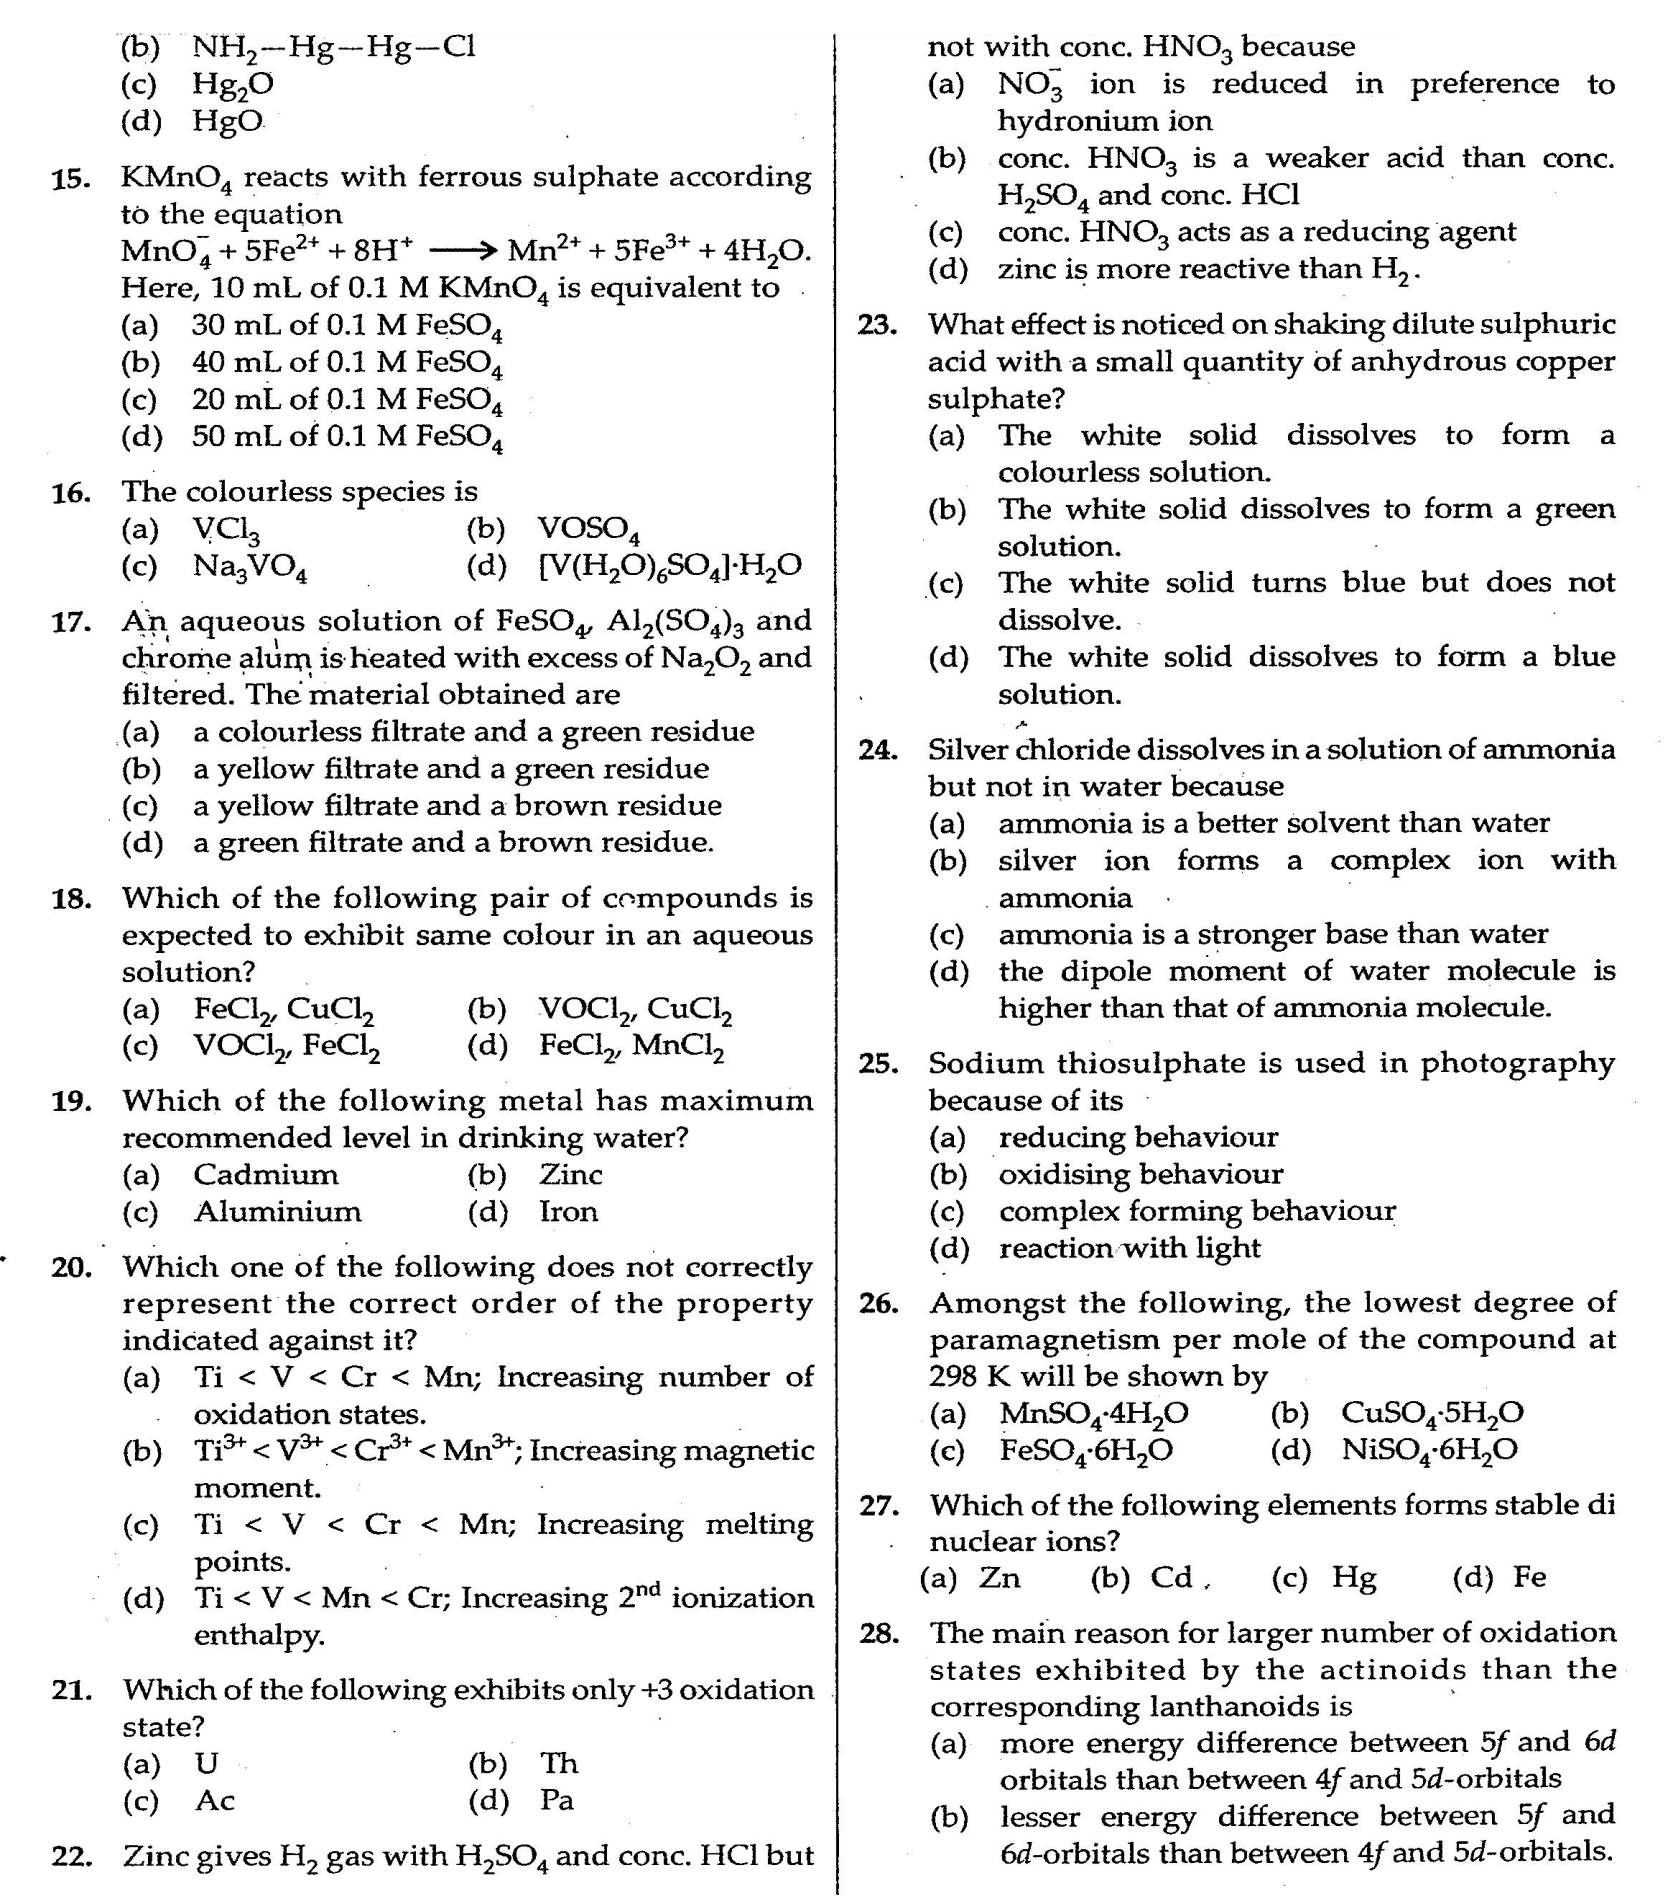 (b) NH₂—Hg—Hg—Cl
(c) Hg₂O
(d) HgO
15. KMnO₄ reacts with ferrous sulphate according
to the equation
MnO₄⁻ + 5Fe²⁺ + 8H⁺ ⟶ Mn²⁺ + 5Fe³⁺ + 4H₂O.
Here, 10 mL of 0.1 M KMnO₄ is equivalent to
(a) 30 mL of 0.1 M FeSO₄
(b) 40 mL of 0.1 M FeSO₄
(c) 20 mL of 0.1 M FeSO₄
(d) 50 mL of 0.1 M FeSO₄
16. The colourless species is
(a) VCl₃ (b) VOSO₄
(c) Na₃VO₄ (d) [V(H₂O)₆SO₄]·H₂O
17. An aqueous solution of FeSO₄, Al₂(SO₄)₃ and
chrome alum is heated with excess of Na₂O₂ and
filtered. The material obtained are
(a) a colourless filtrate and a green residue
(b) a yellow filtrate and a green residue
(c) a yellow filtrate and a brown residue
(d) a green filtrate and a brown residue.
18. Which of the following pair of compounds is
expected to exhibit same colour in an aqueous
solution?
(a) FeCl₂, CuCl₂ (b) VOCl₂, CuCl₂
(c) VOCl₂, FeCl₂ (d) FeCl₂, MnCl₂
19. Which of the following metal has maximum
recommended level in drinking water?
(a) Cadmium (b) Zinc
(c) Aluminium (d) Iron
20. Which one of the following does not correctly
represent the correct order of the property
indicated against it?
(a) Ti < V < Cr < Mn; Increasing number of
oxidation states.
(b) Ti³⁺ < V³⁺ < Cr³⁺ < Mn³⁺; Increasing magnetic
moment.
(c) Ti < V < Cr < Mn; Increasing melting
points.
(d) Ti < V < Mn < Cr; Increasing 2ⁿᵈ ionization
enthalpy.
21. Which of the following exhibits only +3 oxidation
state?
(a) U (b) Th
(c) Ac (d) Pa
22. Zinc gives H₂ gas with H₂SO₄ and conc. HCl but
not with conc. HNO₃ because
(a) NO₃⁻ ion is reduced in preference to
hydronium ion
(b) conc. HNO₃ is a weaker acid than conc.
H₂SO₄ and conc. HCl
(c) conc. HNO₃ acts as a reducing agent
(d) zinc is more reactive than H₂.
23. What effect is noticed on shaking dilute sulphuric
acid with a small quantity of anhydrous copper
sulphate?
(a) The white solid dissolves to form a
colourless solution.
(b) The white solid dissolves to form a green
solution.
(c) The white solid turns blue but does not
dissolve.
(d) The white solid dissolves to form a blue
solution.
24. Silver chloride dissolves in a solution of ammonia
but not in water because
(a) ammonia is a better solvent than water
(b) silver ion forms a complex ion with
ammonia
(c) ammonia is a stronger base than water
(d) the dipole moment of water molecule is
higher than that of ammonia molecule.
25. Sodium thiosulphate is used in photography
because of its
(a) reducing behaviour
(b) oxidising behaviour
(c) complex forming behaviour
(d) reaction with light
26. Amongst the following, the lowest degree of
paramagnetism per mole of the compound at
298 K will be shown by
(a) MnSO₄·4H₂O (b) CuSO₄·5H₂O
(c) FeSO₄·6H₂O (d) NiSO₄·6H₂O
27. Which of the following elements forms stable di
nuclear ions?
(a) Zn (b) Cd (c) Hg (d) Fe
28. The main reason for larger number of oxidation
states exhibited by the actinoids than the
corresponding lanthanoids is
(a) more energy difference between 5f and 6d
orbitals than between 4f and 5d-orbitals
(b) lesser energy difference between 5f and
6d-orbitals than between 4f and 5d-orbitals.